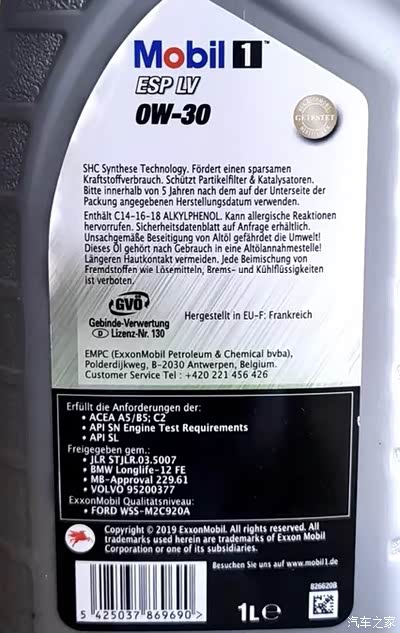 Mobil 1
ESP LV
0W-30
GETESTET
SHC Synthese Technology. Fördert einen sparsamen
Kraftstoffverbrauch. Schützt Partikelfilter & Katalysatoren.
Bitte innerhalb von 5 Jahren nach dem auf der Unterseite der
Packung angegebenen Herstellungsdatum verwenden.
Enthält C14-16-18 ALKYLPHENOL. Kann allergische Reaktionen
hervorrufen. Sicherheitsdatenblatt auf Anfrage erhältlich.
Unsachgemäße Beseitigung von Altöl gefährdet die Umwelt!
Dieses Öl gehört nach Gebrauch in eine Altölannahmestelle!
Längeren Hautkontakt vermeiden. Jede Beimischung von
Fremdstoffen wie Lösemitteln, Brems- und Kühlflüssigkeiten
ist verboten.
GVÖ
Gebinde-Verwertung
D Lizenz-Nr. 130
Hergestellt in EU-F: Frankreich
EMPC (ExxonMobil Petroleum & Chemical bvba),
Polderdijkweg, B-2030 Antwerpen, Belgium.
Customer Service Tel : +420 221 456 426
Erfüllt die Anforderungen der:
• ACEA A5/B5; C2
• API SN Engine Test Requirements
• API SL
Freigegeben gem.:
• JLR STJLR.03.5007
• BMW Longlife-12 FE
• MB-Approval 229.61
• VOLVO 95200377
ExxonMobil Qualitätsniveau:
• FORD WSS-M2C920A
Copyright © 2019 ExxonMobil. All rights reserved. All
trademarks used herein are trademarks of Exxon Mobil
Corporation or one of its subsidiaries.
Besuchen Sie uns auf www.mobil1.de
826620B
5 425037 869690 >
1L℮
汽车之家